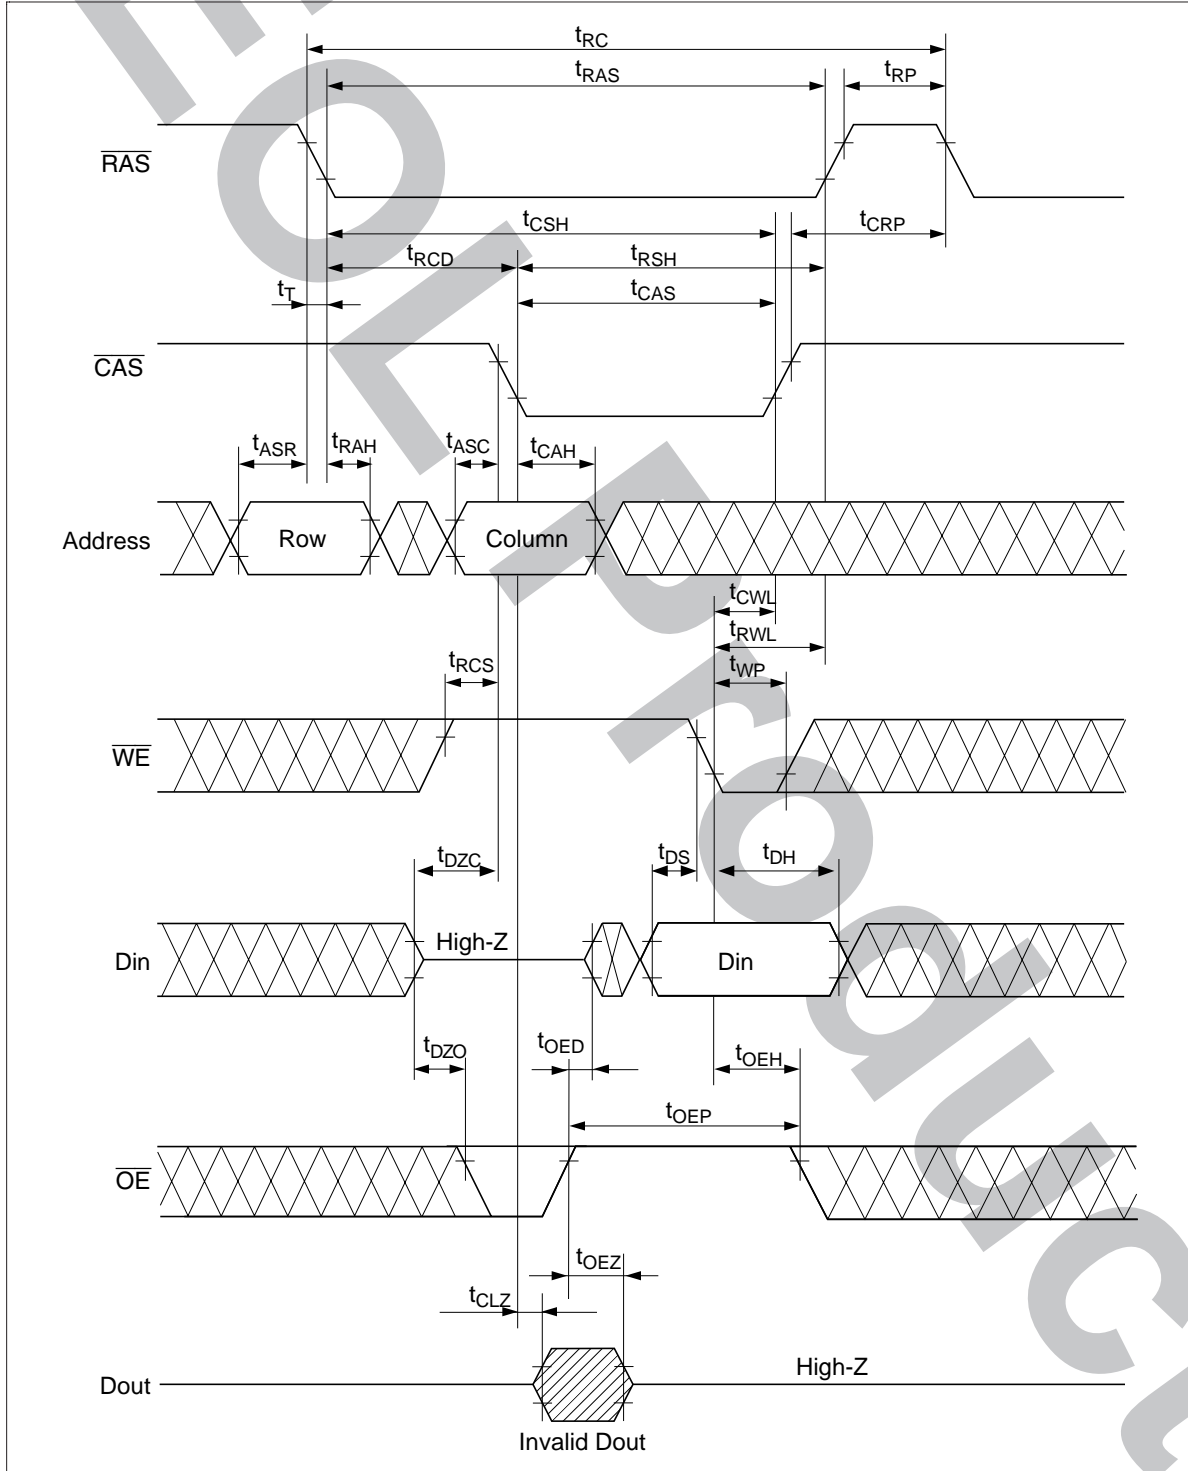 tRC
tRAS
tRP
RAS
tCSH
tCRP
tRCD
tRSH
tT
tCAS
CAS
tASR
tRAH
tASC
tCAH
Address
Row
Column
tCWL
tRWL
tRCS
tWP
WE
tDZC
tDS
tDH
Din
High-Z
Din
tDZO
tOED
tOEH
tOEP
OE
tOEZ
tCLZ
Dout
High-Z
Invalid Dout
EOL Product